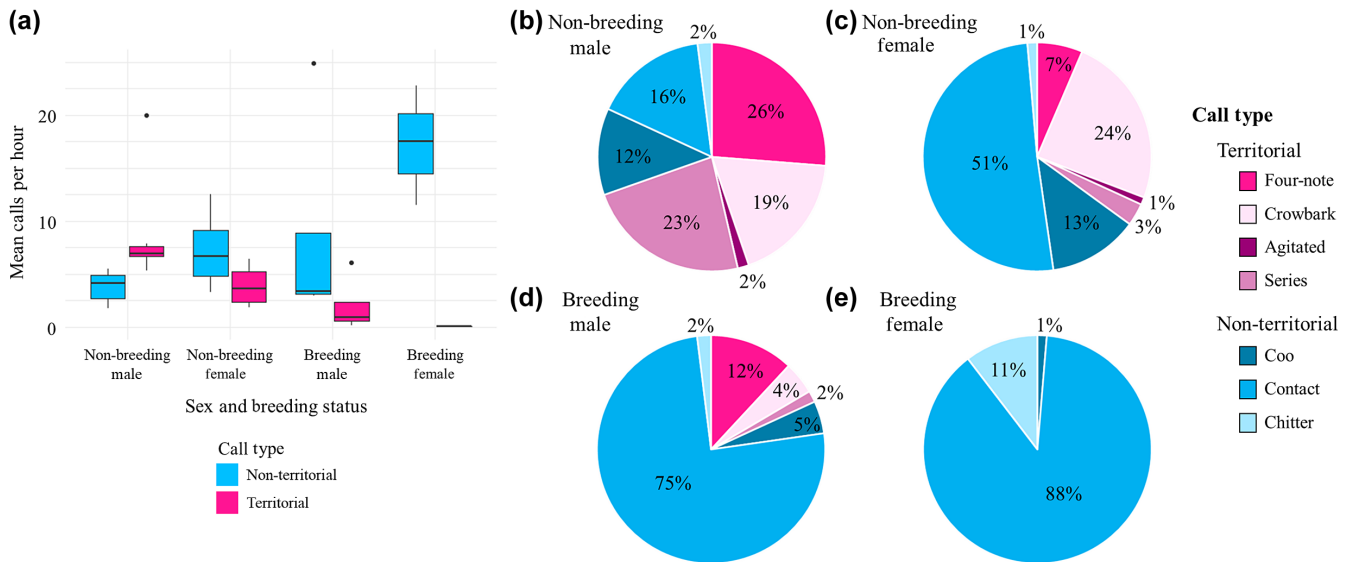 (a)
Mean calls per hour
20
10
0
Non-breeding
male
Non-breeding
female
Breeding
male
Breeding
female
Sex and breeding status
Call type
Non-territorial
Territorial
(b)
Non-breeding
male
2%
26%
19%
2%
23%
12%
16%
(c)
Non-breeding
female
1%
7%
24%
1%
3%
13%
51%
(d)
Breeding
male
2%
12%
4%
2%
5%
75%
(e)
Breeding
female
1%
11%
88%
Call type
Territorial
Four-note
Crowbark
Agitated
Series
Non-territorial
Coo
Contact
Chitter